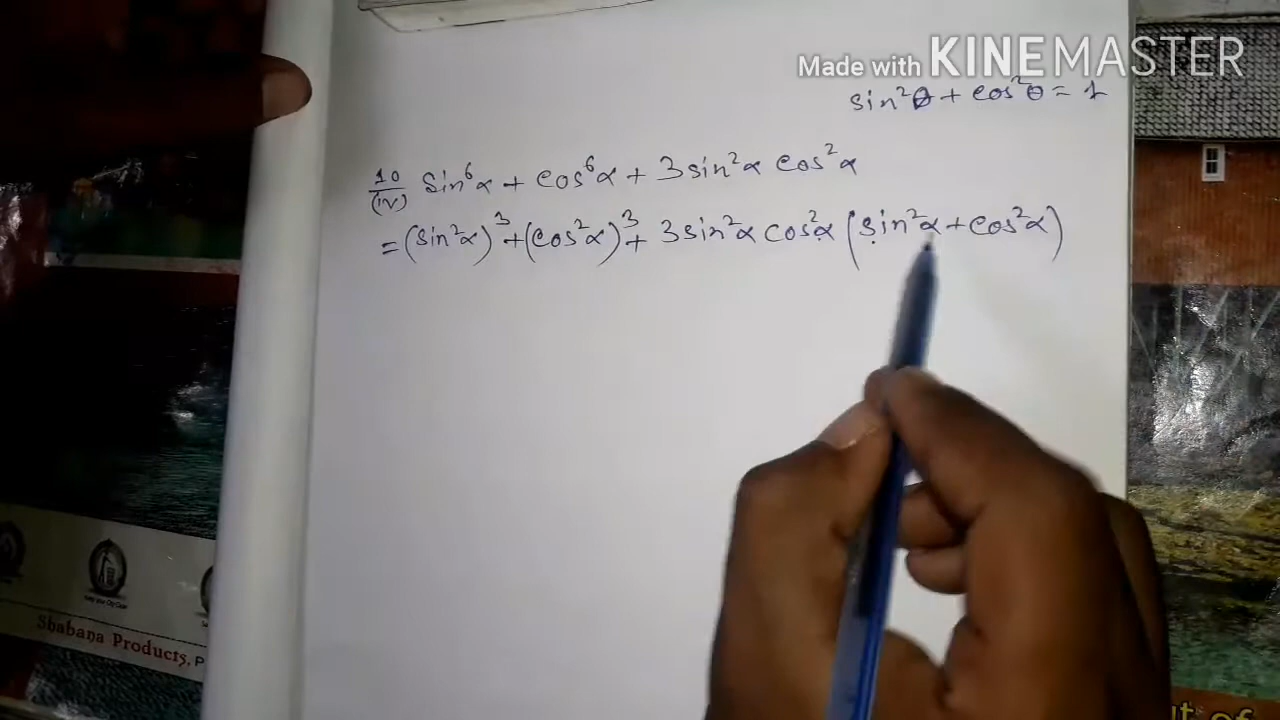 Made with KINEMASTER
sin²θ + cos²θ = 1
10/(iv) Sin⁶α + cos⁶α + 3sin²α cos²α
= (sin²α)³ + (cos²α)³ + 3sin²α cos²α (sin²α + cos²α)
Shabana Products, P